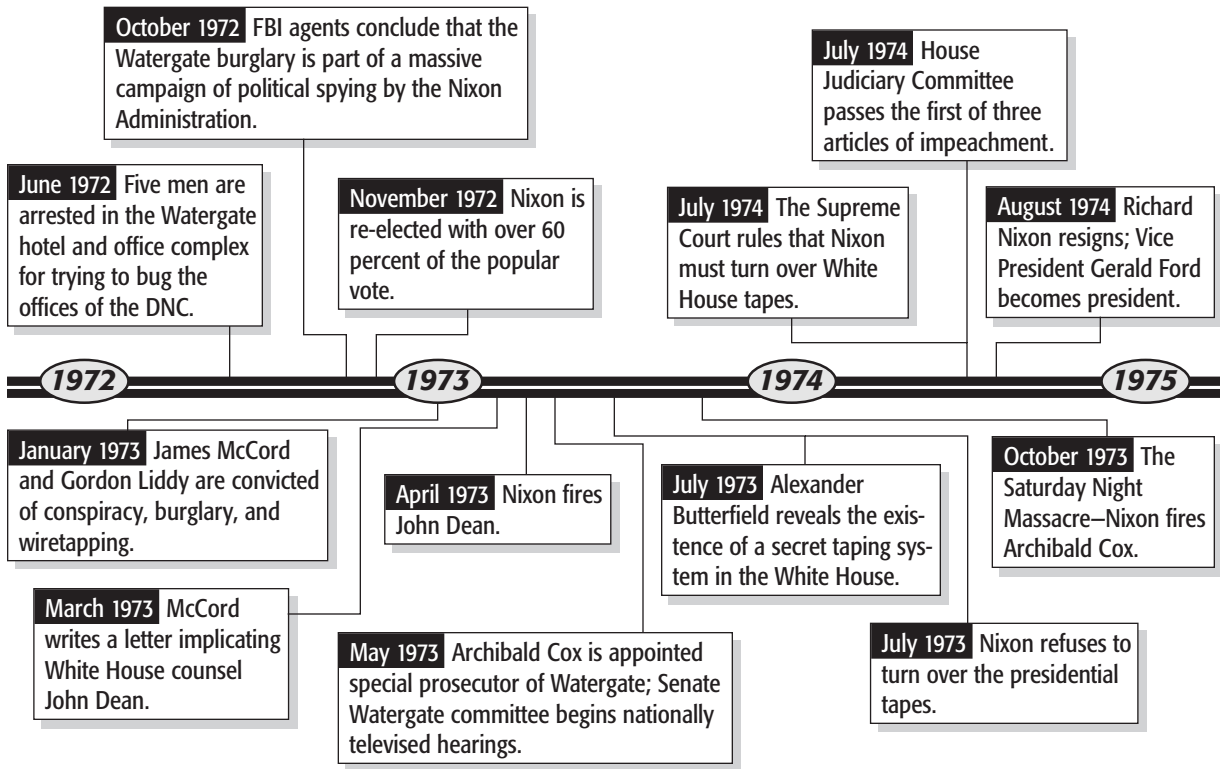 October 1972 FBI agents conclude that the
Watergate burglary is part of a massive
campaign of political spying by the Nixon
Administration.
July 1974 House
Judiciary Committee
passes the first of three
articles of impeachment.
June 1972 Five men are
arrested in the Watergate
hotel and office complex
for trying to bug the
offices of the DNC.
November 1972 Nixon is
re-elected with over 60
percent of the popular
vote.
July 1974 The Supreme
Court rules that Nixon
must turn over White
House tapes.
August 1974 Richard
Nixon resigns; Vice
President Gerald Ford
becomes president.
1972
1973
1974
1975
January 1973 James McCord
and Gordon Liddy are convicted
of conspiracy, burglary, and
wiretapping.
April 1973 Nixon fires
John Dean.
July 1973 Alexander
Butterfield reveals the exis-
tence of a secret taping sys-
tem in the White House.
October 1973 The
Saturday Night
Massacre—Nixon fires
Archibald Cox.
March 1973 McCord
writes a letter implicating
White House counsel
John Dean.
May 1973 Archibald Cox is appointed
special prosecutor of Watergate; Senate
Watergate committee begins nationally
televised hearings.
July 1973 Nixon refuses to
turn over the presidential
tapes.